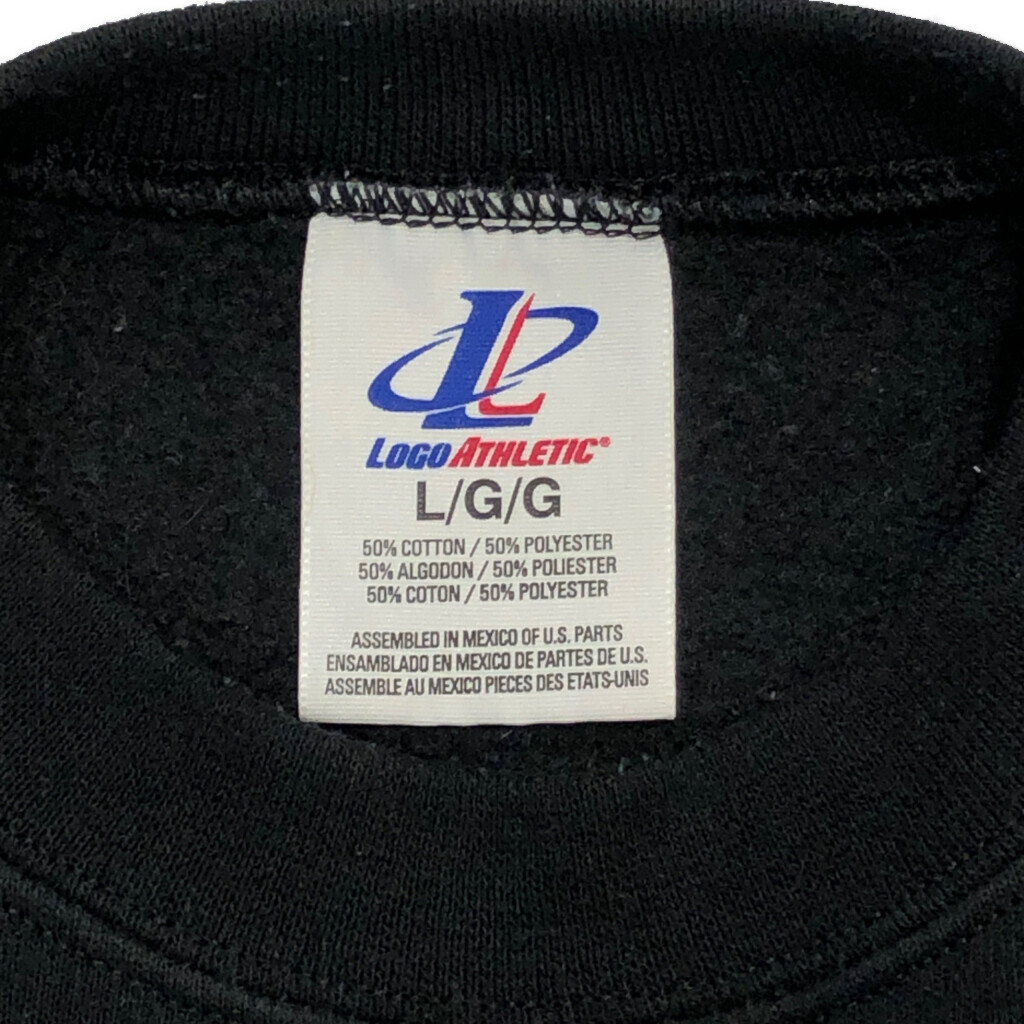 L
LOGO ATHLETIC®
L/G/G
50% COTTON / 50% POLYESTER
50% ALGODON / 50% POLIESTER
50% COTON / 50% POLYESTER
ASSEMBLED IN MEXICO OF U.S. PARTS
ENSAMBLADO EN MEXICO DE PARTES DE U.S.
ASSEMBLE AU MEXICO PIECES DES ETATS-UNIS